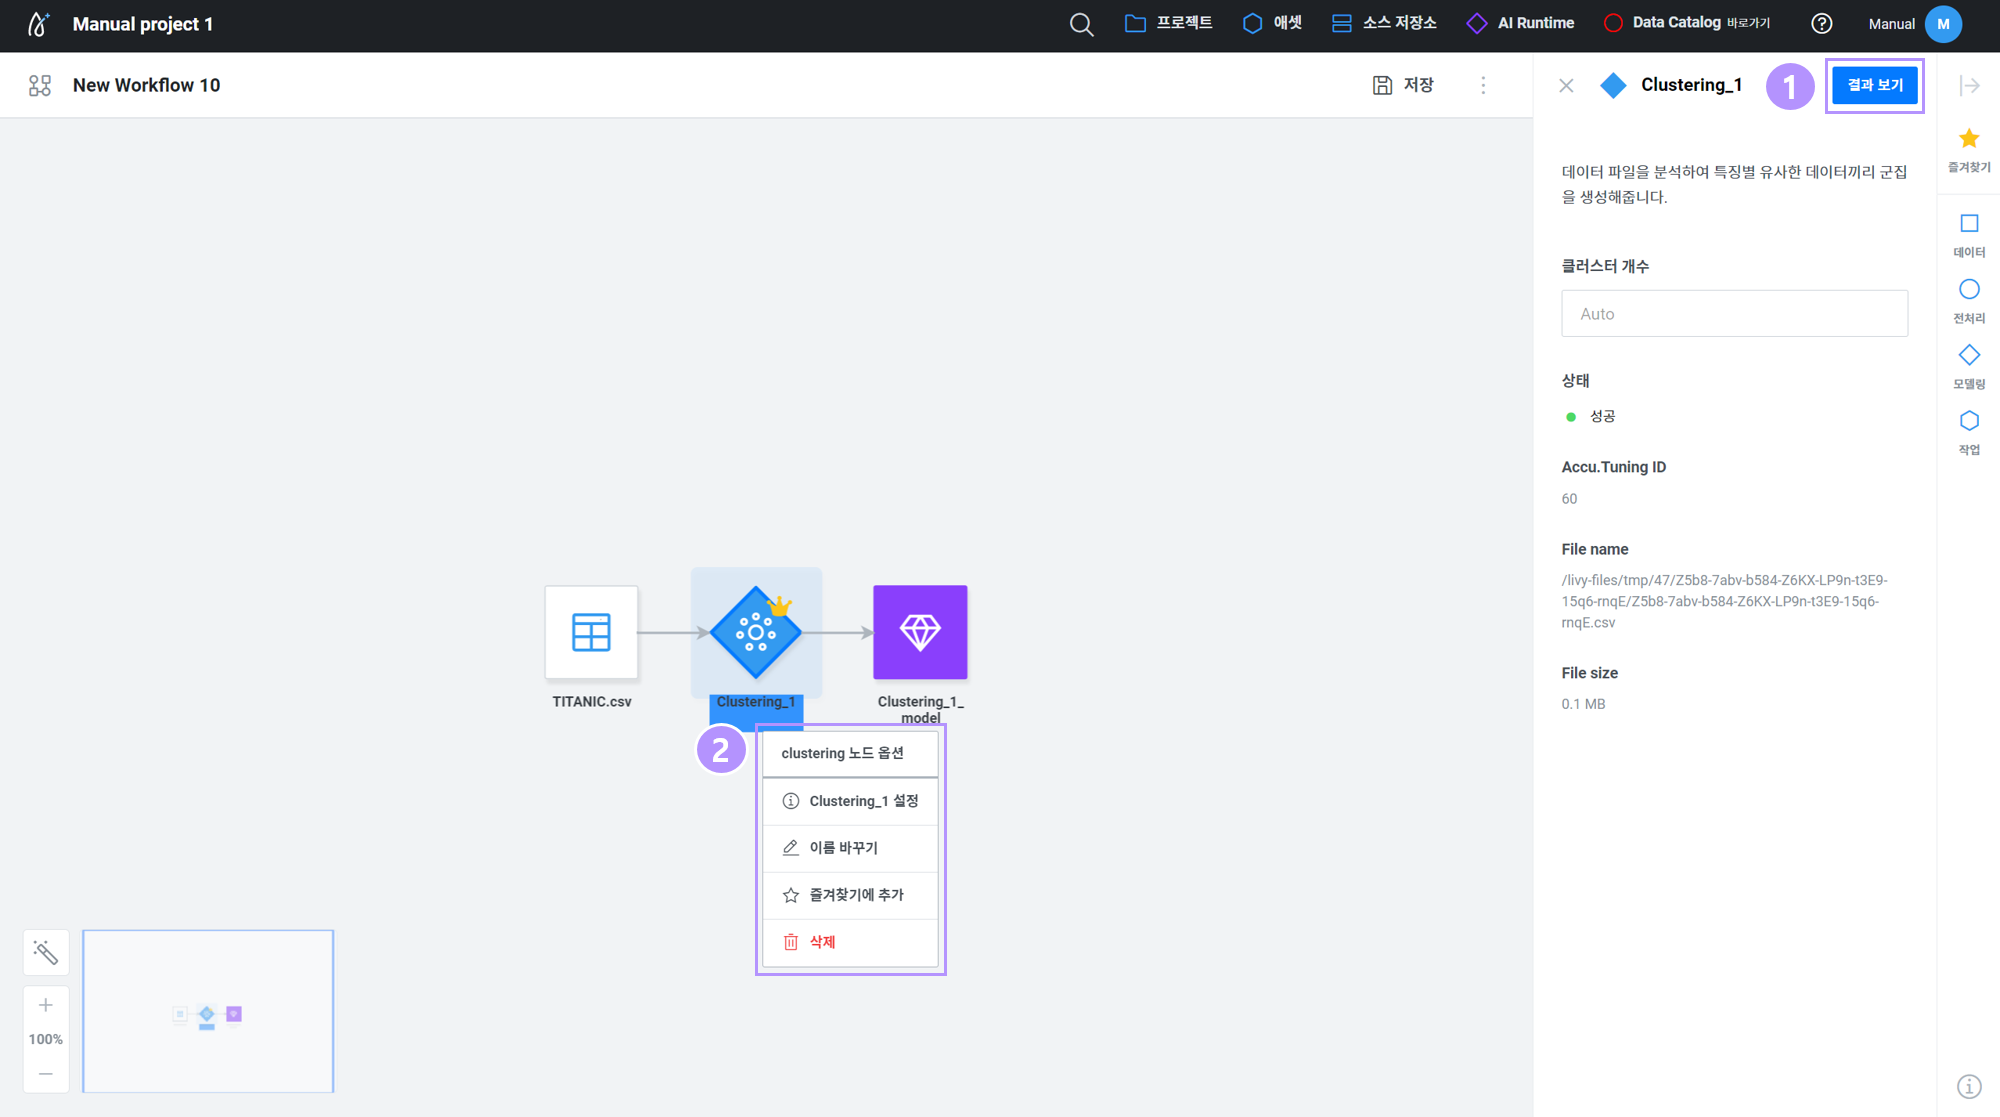 Manual project 1
프로젝트
애셋
소스 저장소
AI Runtime
Data Catalog 바로가기
Manual
M
New Workflow 10
저장
Clustering_1
1
결과 보기
즐겨찾기
데이터 파일을 분석하여 특징별 유사한 데이터끼리 군집
을 생성해줍니다.
클러스터 개수
Auto
상태
성공
Accu.Tuning ID
60
File name
/livy-files/tmp/47/Z5b8-7abv-b584-Z6KX-LP9n-t3E9-
15q6-rnqE/Z5b8-7abv-b584-Z6KX-LP9n-t3E9-15q6-
rnqE.csv
File size
0.1 MB
데이터
전처리
모델링
작업
TITANIC.csv
Clustering_1
Clustering_1_
model
2
clustering 노드 옵션
Clustering_1 설정
이름 바꾸기
즐겨찾기에 추가
삭제
100%